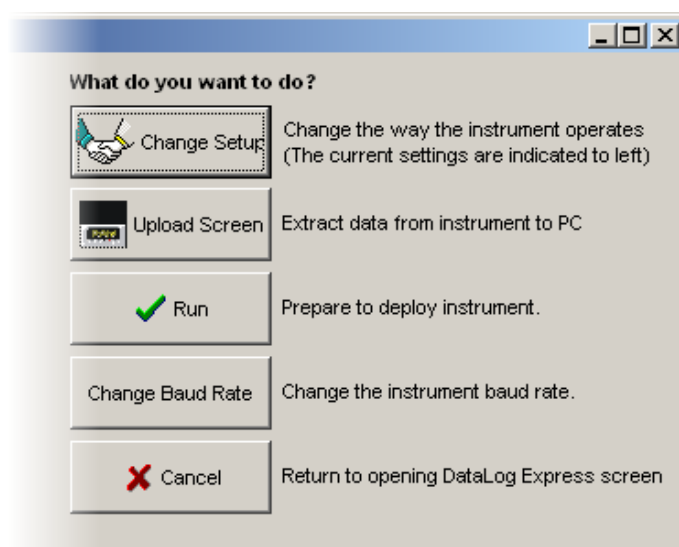 What do you want to do?
Change Setup
Change the way the instrument operates
(The current settings are indicated to left)
Upload Screen
Extract data from instrument to PC
Run
Prepare to deploy instrument.
Change Baud Rate
Change the instrument baud rate.
Cancel
Return to opening DataLog Express screen